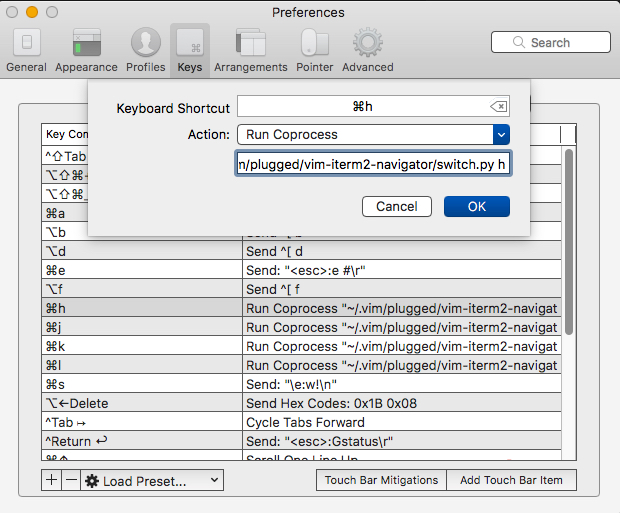 Preferences
General Appearance Profiles Keys Arrangements Pointer Advanced Search
Keyboard Shortcut ⌘h
Action: Run Coprocess
m/plugged/vim-iterm2-navigator/switch.py h
Cancel OK
Key Com
^⇧Tab
⌥⇧⌘
⌥⇧⌘_
⌘a
⌥b Send ^[ b
⌥d Send ^[ d
⌘e Send: "<esc>:e #\r"
⌥f Send ^[ f
⌘h Run Coprocess "~/.vim/plugged/vim-iterm2-navigat
⌘j Run Coprocess "~/.vim/plugged/vim-iterm2-navigat
⌘k Run Coprocess "~/.vim/plugged/vim-iterm2-navigat
⌘l Run Coprocess "~/.vim/plugged/vim-iterm2-navigat
⌘s Send: "\e:w!\n"
⌥←Delete Send Hex Codes: 0x1B 0x08
^Tab ↦ Cycle Tabs Forward
^Return ↩ Send: "<esc>:Gstatus\r"
⌘↑ Scroll One Line Up
+ − Load Preset... Touch Bar Mitigations Add Touch Bar Item